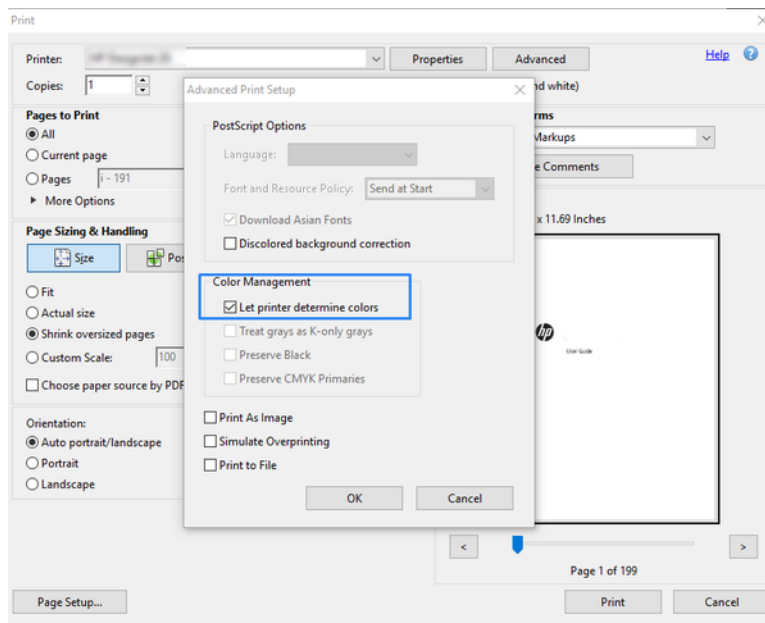 Print
Printer:
Properties
Advanced
Help
Copies: 1
nd white)
Pages to Print
All
Current page
Pages i - 191
More Options
Page Sizing & Handling
Size
Pos
Fit
Actual size
Shrink oversized pages
Custom Scale: 100
Choose paper source by PDF
Orientation:
Auto portrait/landscape
Portrait
Landscape
Advanced Print Setup
PostScript Options
Language:
Font and Resource Policy: Send at Start
Download Asian Fonts
Discolored background correction
Color Management
Let printer determine colors
Treat grays as K-only grays
Preserve Black
Preserve CMYK Primaries
Print As Image
Simulate Overprinting
Print to File
OK
Cancel
rms
Markups
e Comments
x 11.69 Inches
hp
User Guide
<
>
Page 1 of 199
Page Setup...
Print
Cancel